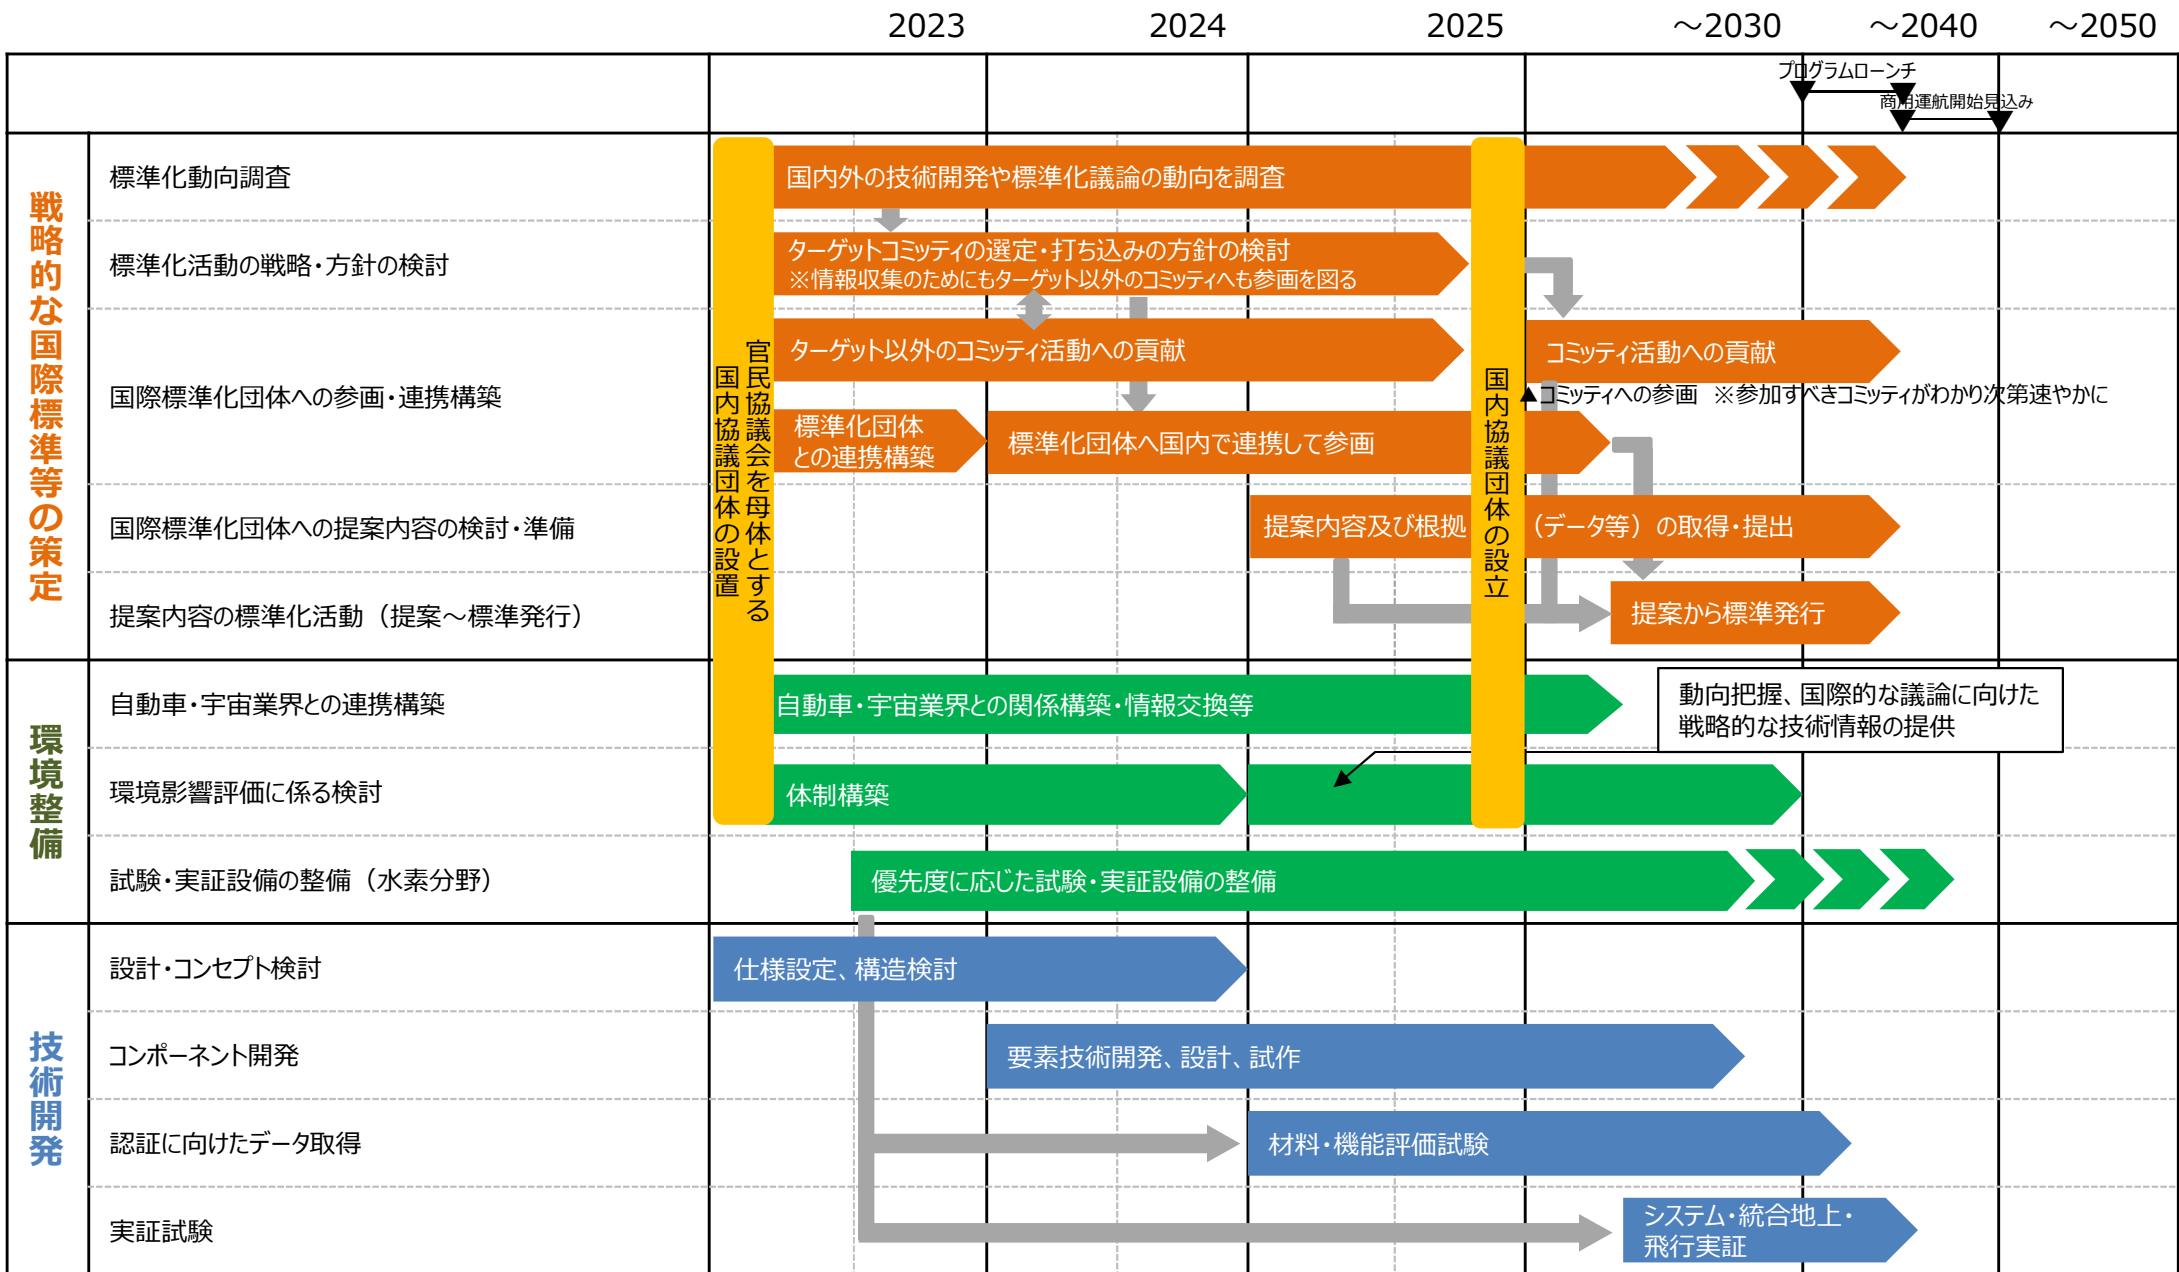 2023 2024 2025 ～2030 ～2040 ～2050
プログラムローンチ
商用運航開始見込み
戦略的な国際標準等の策定
標準化動向調査
国内外の技術開発や標準化議論の動向を調査
標準化活動の戦略・方針の検討
ターゲットコミッティの選定・打ち込みの方針の検討
※情報収集のためにもターゲット以外のコミッティへも参画を図る
国際標準化団体への参画・連携構築
ターゲット以外のコミッティ活動への貢献
コミッティ活動への貢献
▲コミッティへの参画　※参加すべきコミッティがわかり次第速やかに
標準化団体
との連携構築
標準化団体へ国内で連携して参画
国際標準化団体への提案内容の検討・準備
提案内容及び根拠（データ等）の取得・提出
提案内容の標準化活動（提案～標準発行）
提案から標準発行
官民協議会を母体とする
国内協議団体の設置
国内協議団体の設立
環境整備
自動車・宇宙業界との連携構築
自動車・宇宙業界との関係構築・情報交換等
動向把握、国際的な議論に向けた
戦略的な技術情報の提供
環境影響評価に係る検討
体制構築
試験・実証設備の整備（水素分野）
優先度に応じた試験・実証設備の整備
技術開発
設計・コンセプト検討
仕様設定、構造検討
コンポーネント開発
要素技術開発、設計、試作
認証に向けたデータ取得
材料・機能評価試験
実証試験
システム・統合地上・
飛行実証